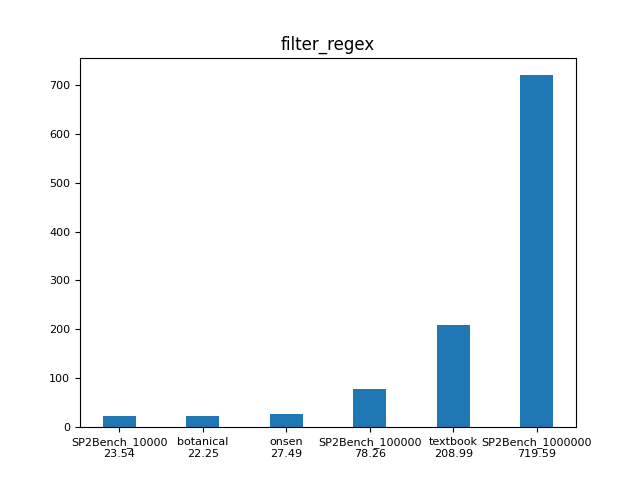 filter_regex
700
600
500
400
300
200
100
0
SP2Bench_10000 botanical onsen SP2Bench_100000 textbook SP2Bench_1000000
23.54 22.25 27.49 78.26 208.99 719.59